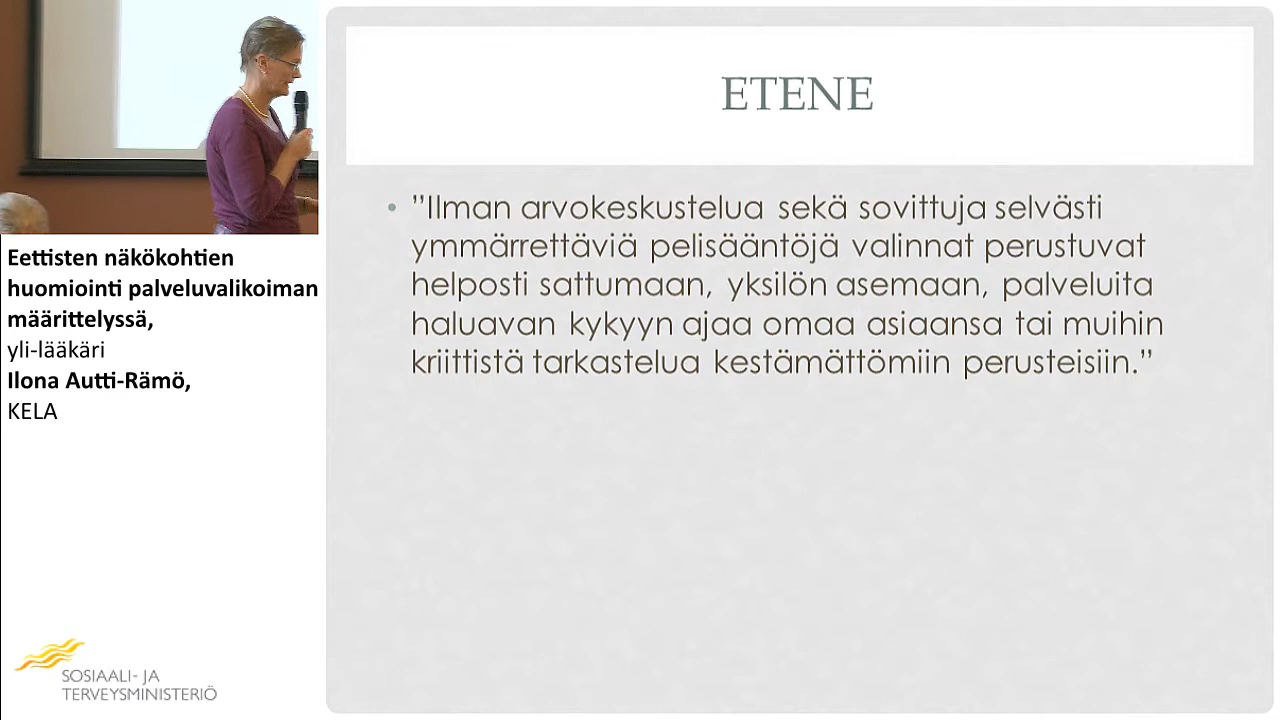 Eettisten näkökohtien
huomiointi palveluvalikoiman
määrittelyssä,
yli-lääkäri
Ilona Autti-Rämö,
KELA
SOSIAALI- JA
TERVEYSMINISTERIÖ
ETENE
• ”Ilman arvokeskustelua sekä sovittuja selvästi
ymmärrettäviä pelisääntöjä valinnat perustuvat
helposti sattumaan, yksilön asemaan, palveluita
haluavan kykyyn ajaa omaa asiaansa tai muihin
kriittistä tarkastelua kestämättömiin perusteisiin.”